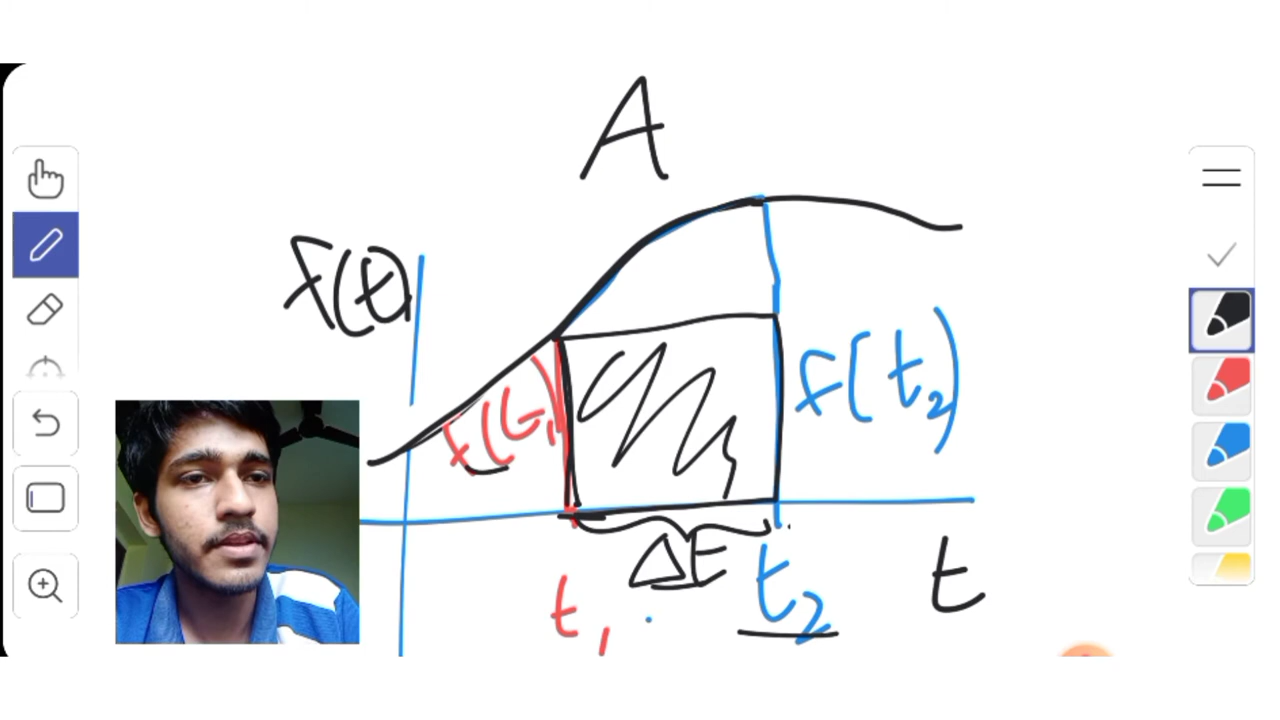 A
f(t)
f(t₁)
f(t₂)
Δt
t₁
t₂
t